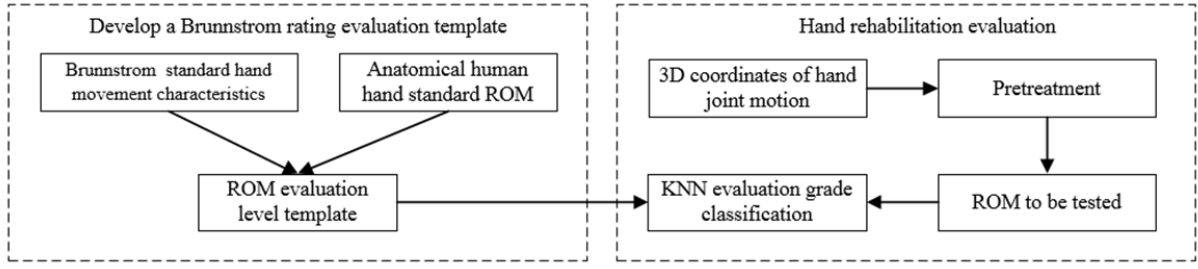 Develop a Brunnstrom rating evaluation template
Brunnstrom standard hand
movement characteristics
Anatomical human
hand standard ROM
ROM evaluation
level template
Hand rehabilitation evaluation
3D coordinates of hand
joint motion
Pretreatment
KNN evaluation grade
classification
ROM to be tested